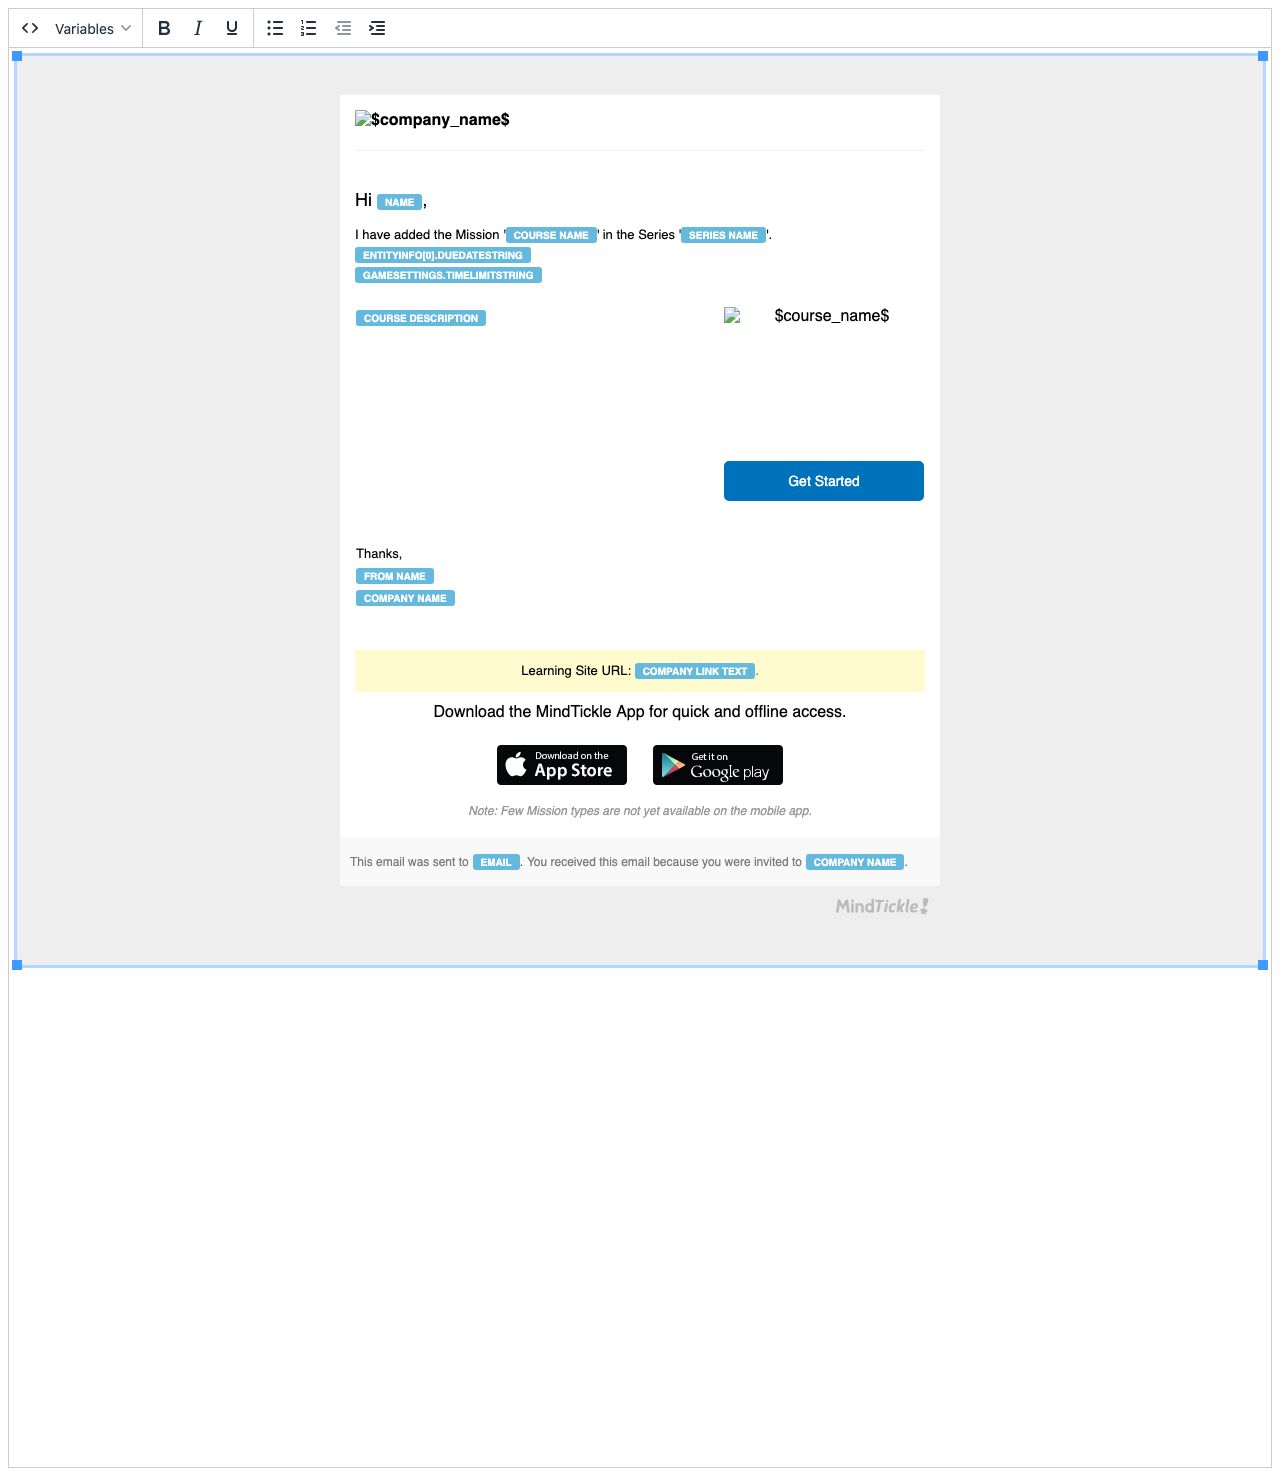 Variables
$company_name$
Hi NAME,
I have added the Mission 'COURSE NAME' in the Series 'SERIES NAME'.
ENTITYINFO[0].DUEDATESTRING
GAMESETTINGS.TIMELIMITSTRING
COURSE DESCRIPTION
$course_name$
Get Started
Thanks,
FROM NAME
COMPANY NAME
Learning Site URL: COMPANY LINK TEXT.
Download the MindTickle App for quick and offline access.
Download on the
App Store
Get it on
Google play
Note: Few Mission types are not yet available on the mobile app.
This email was sent to EMAIL. You received this email because you were invited to COMPANY NAME.
MindTickle!